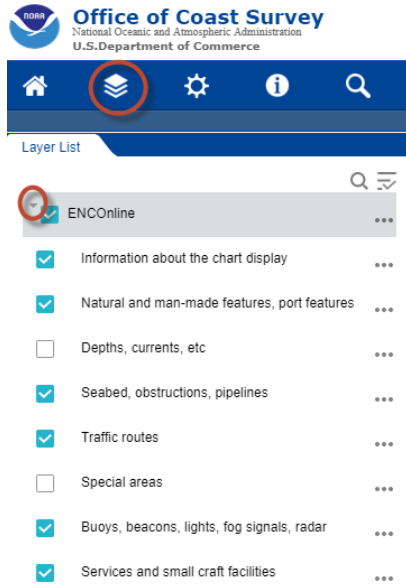 NOAA
Office of Coast Survey
National Oceanic and Atmospheric Administration
U.S.Department of Commerce
Layer List
ENCOnline
Information about the chart display
Natural and man-made features, port features
Depths, currents, etc
Seabed, obstructions, pipelines
Traffic routes
Special areas
Buoys, beacons, lights, fog signals, radar
Services and small craft facilities